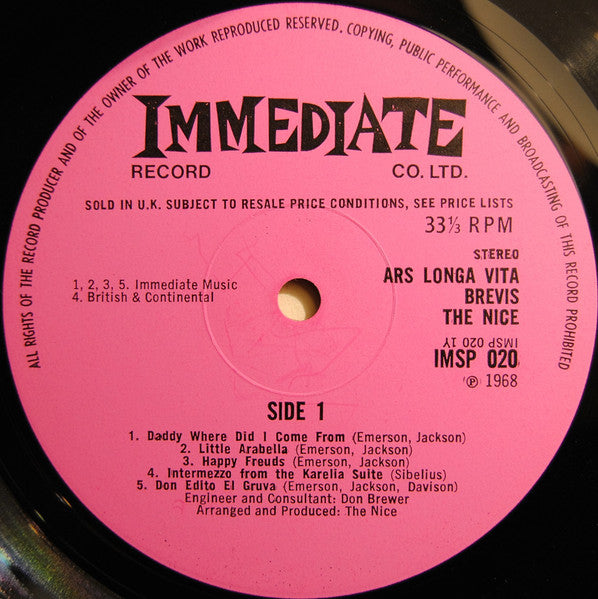 ALL RIGHTS OF THE RECORD PRODUCER AND OF THE OWNER OF THE WORK REPRODUCED RESERVED. COPYING, PUBLIC PERFORMANCE AND BROADCASTING OF THIS RECORD PROHIBITED
IMMEDIATE
RECORD CO. LTD.
SOLD IN U.K. SUBJECT TO RESALE PRICE CONDITIONS, SEE PRICE LISTS
33⅓ RPM
STEREO
1, 2, 3, 5. Immediate Music
4. British & Continental
ARS LONGA VITA
BREVIS
THE NICE
IMSP 020 1Y
IMSP 020
℗ 1968
SIDE 1
1. Daddy Where Did I Come From (Emerson, Jackson)
2. Little Arabella (Emerson, Jackson)
3. Happy Freuds (Emerson, Jackson)
4. Intermezzo from the Karelia Suite (Sibelius)
5. Don Edito El Gruva (Emerson, Jackson, Davison)
Engineer and Consultant: Don Brewer
Arranged and Produced: The Nice